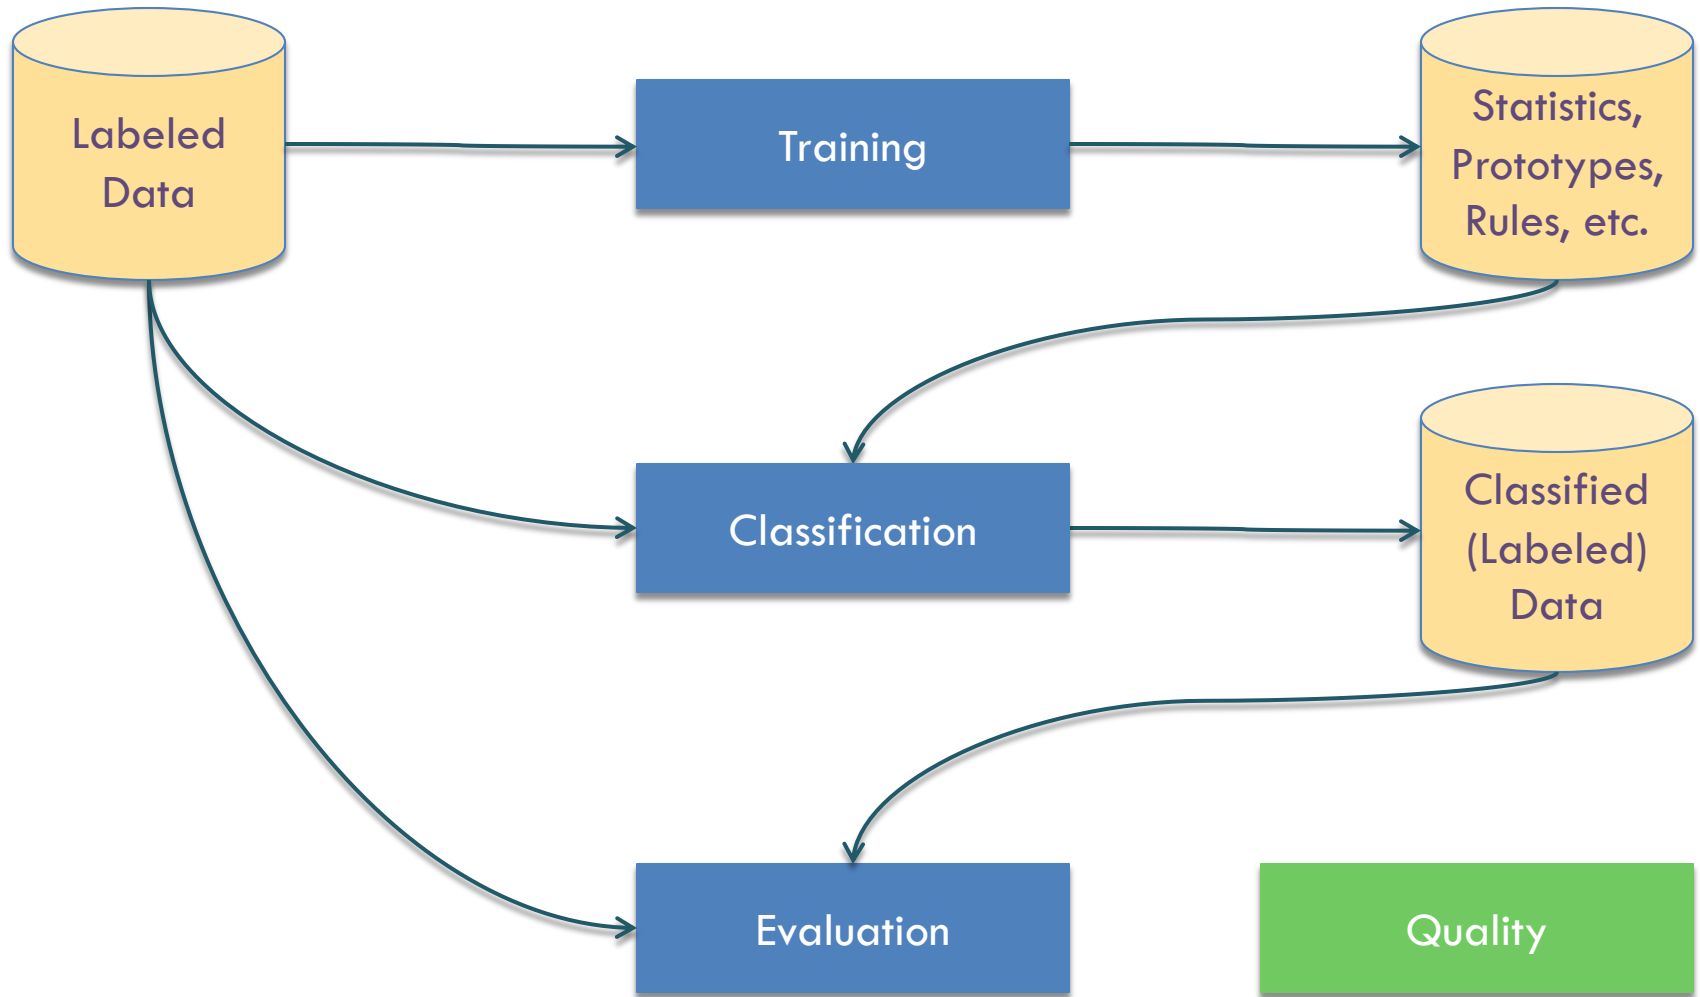 Labeled
Data
Training
Statistics,
Prototypes,
Rules, etc.
Classification
Classified
(Labeled)
Data
Evaluation
Quality